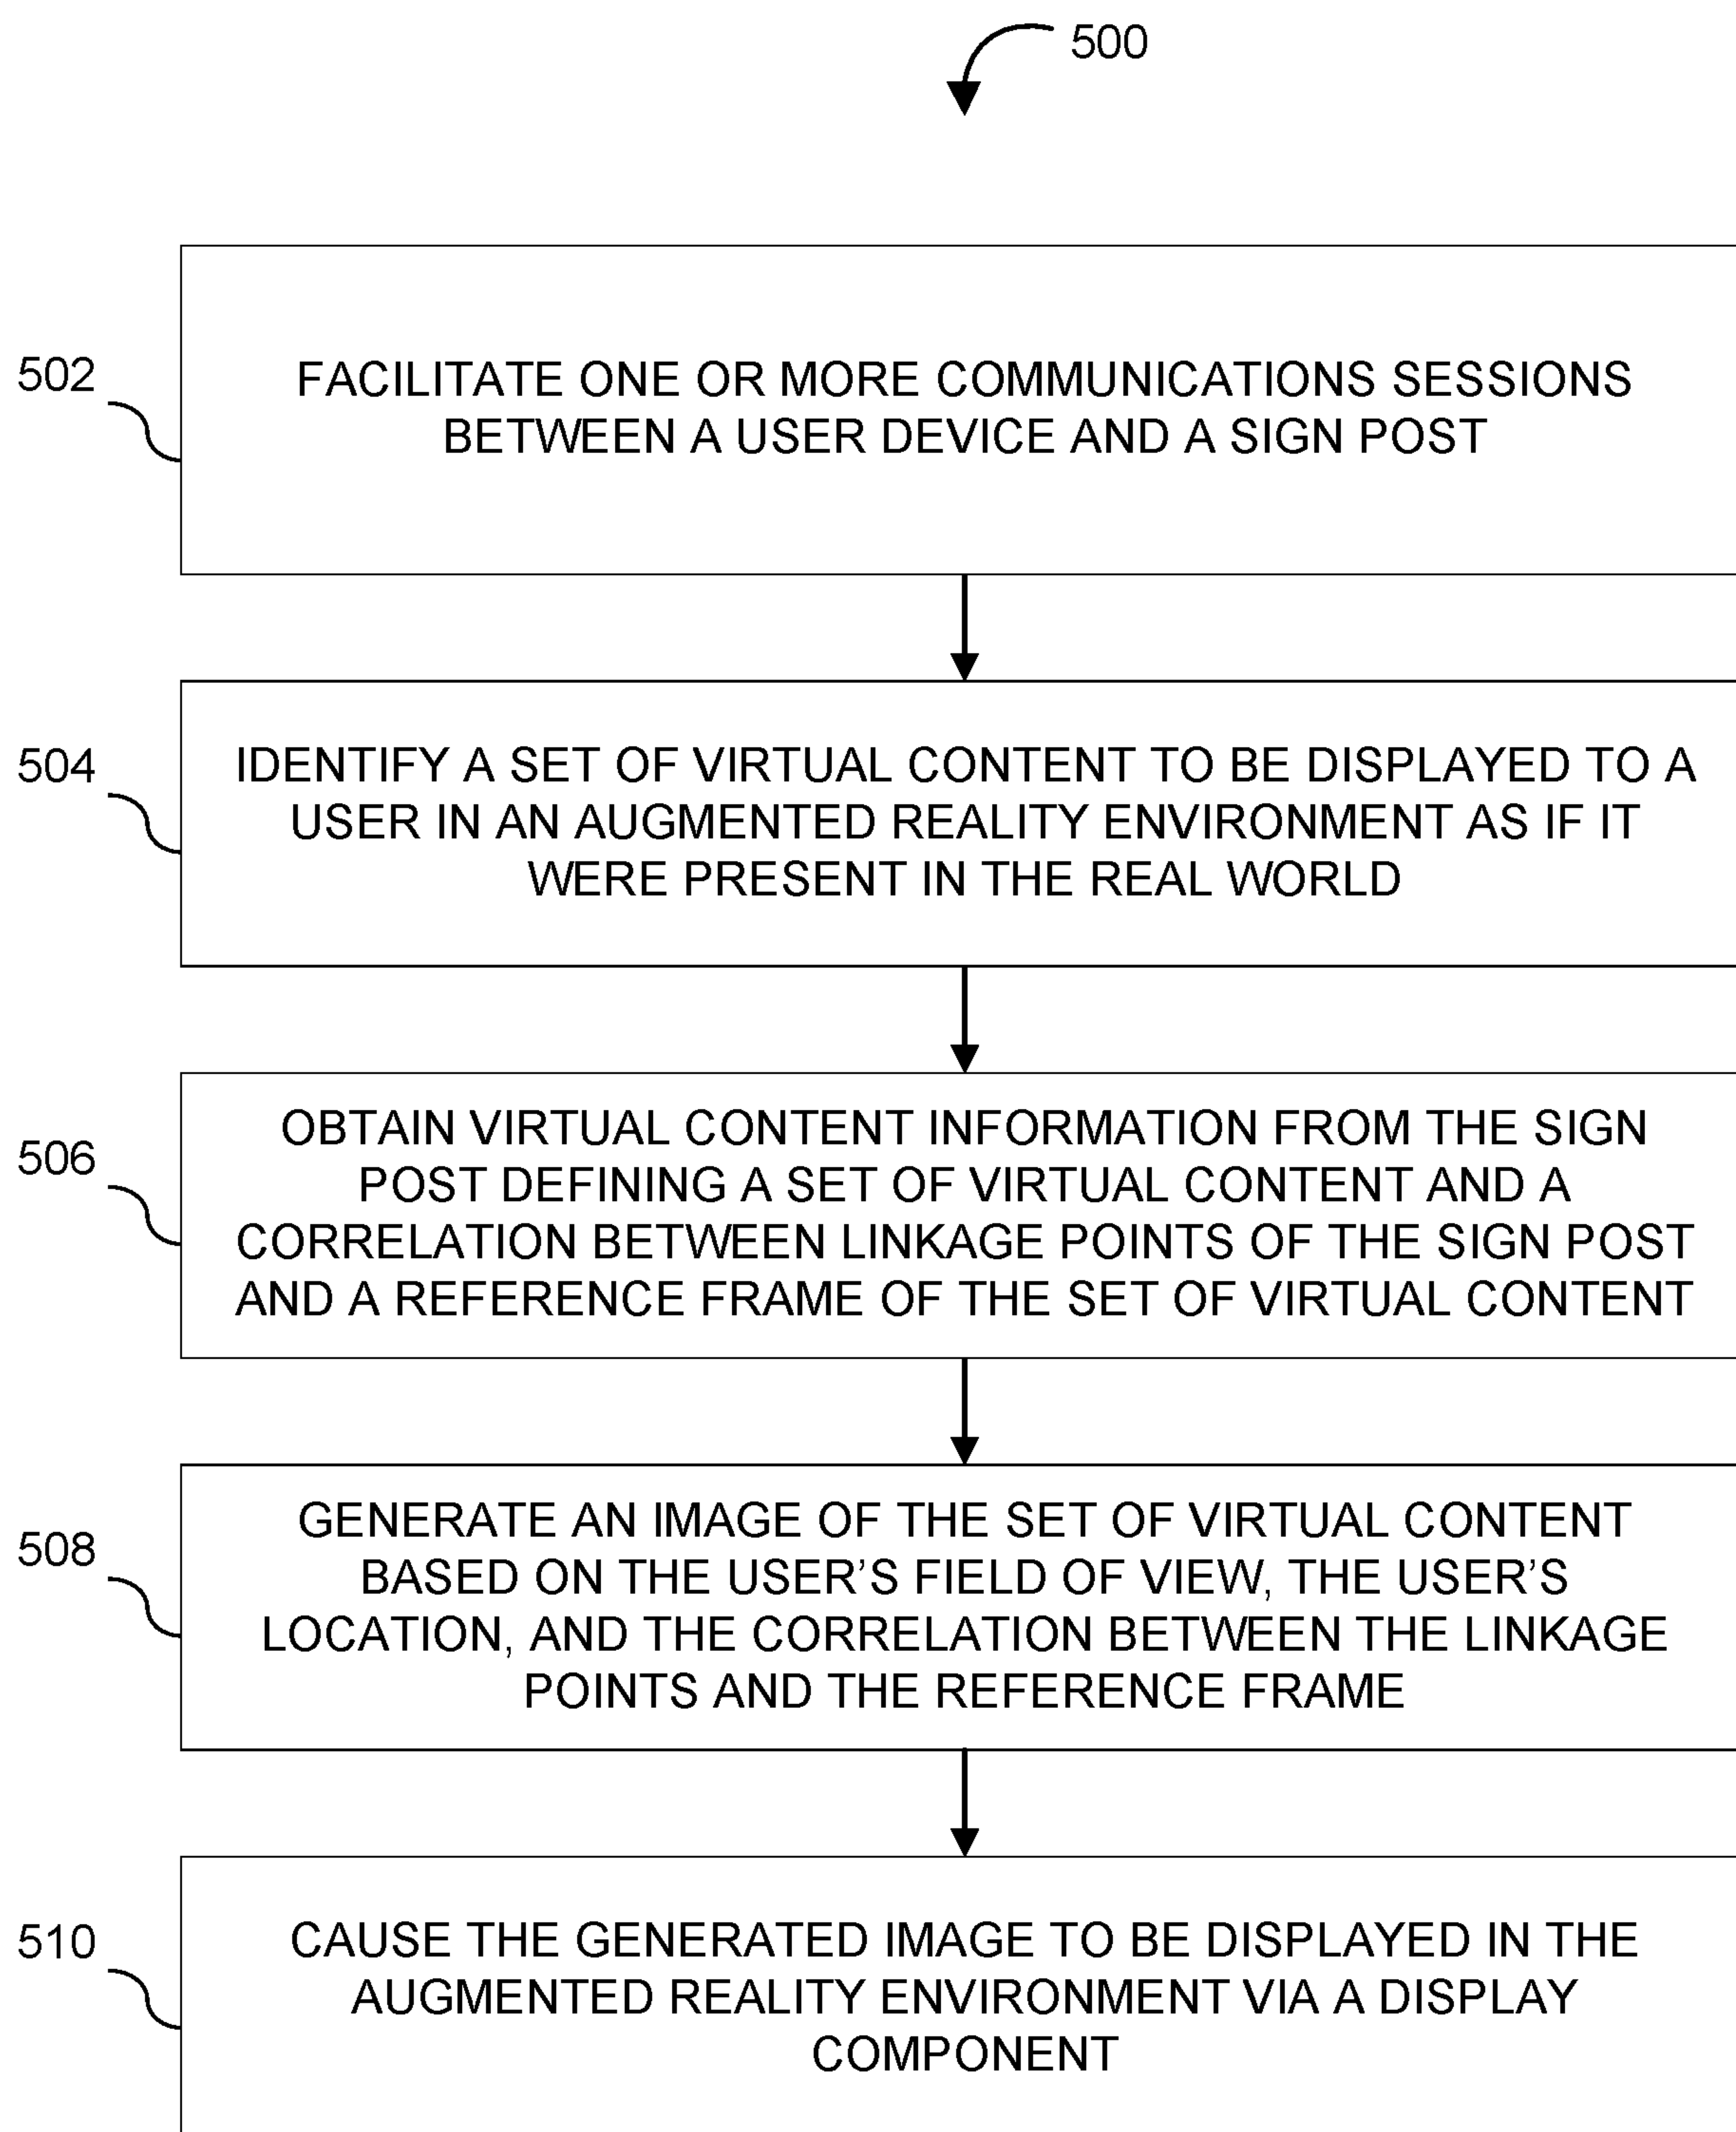 500
502
FACILITATE ONE OR MORE COMMUNICATIONS SESSIONS
BETWEEN A USER DEVICE AND A SIGN POST
504
IDENTIFY A SET OF VIRTUAL CONTENT TO BE DISPLAYED TO A
USER IN AN AUGMENTED REALITY ENVIRONMENT AS IF IT
WERE PRESENT IN THE REAL WORLD
506
OBTAIN VIRTUAL CONTENT INFORMATION FROM THE SIGN
POST DEFINING A SET OF VIRTUAL CONTENT AND A
CORRELATION BETWEEN LINKAGE POINTS OF THE SIGN POST
AND A REFERENCE FRAME OF THE SET OF VIRTUAL CONTENT
508
GENERATE AN IMAGE OF THE SET OF VIRTUAL CONTENT
BASED ON THE USER’S FIELD OF VIEW, THE USER’S
LOCATION, AND THE CORRELATION BETWEEN THE LINKAGE
POINTS AND THE REFERENCE FRAME
510
CAUSE THE GENERATED IMAGE TO BE DISPLAYED IN THE
AUGMENTED REALITY ENVIRONMENT VIA A DISPLAY
COMPONENT